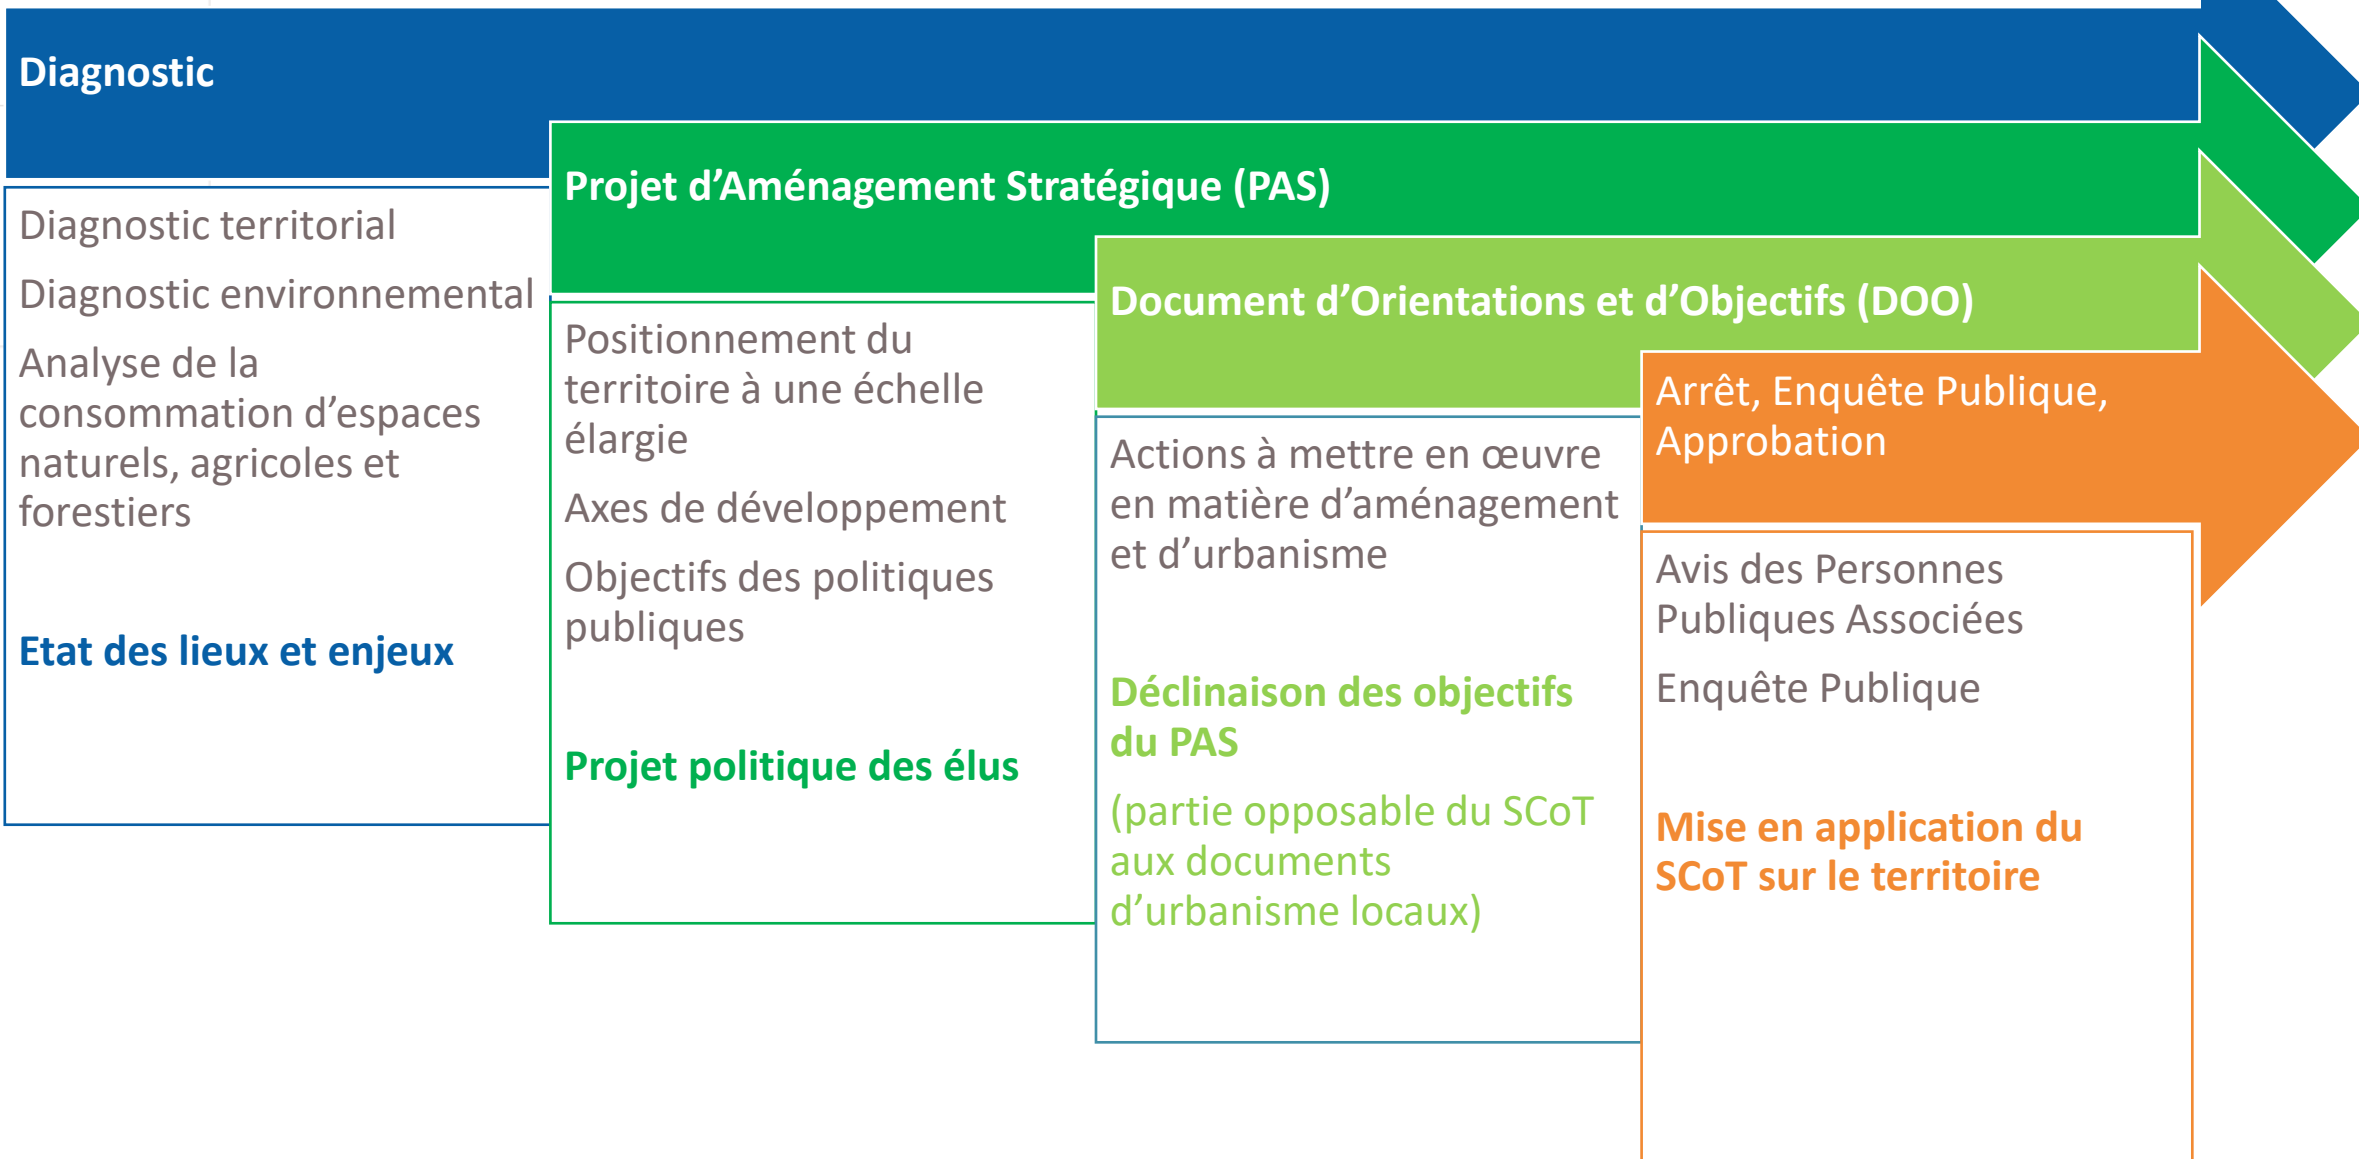 Diagnostic
Diagnostic territorial
Diagnostic environnemental
Analyse de la
consommation d’espaces
naturels, agricoles et
forestiers
Etat des lieux et enjeux
Projet d’Aménagement Stratégique (PAS)
Positionnement du
territoire à une échelle
élargie
Axes de développement
Objectifs des politiques
publiques
Projet politique des élus
Document d’Orientations et d’Objectifs (DOO)
Actions à mettre en œuvre
en matière d’aménagement
et d’urbanisme
Déclinaison des objectifs
du PAS
(partie opposable du SCoT
aux documents
d’urbanisme locaux)
Arrêt, Enquête Publique,
Approbation
Avis des Personnes
Publiques Associées
Enquête Publique
Mise en application du
SCoT sur le territoire